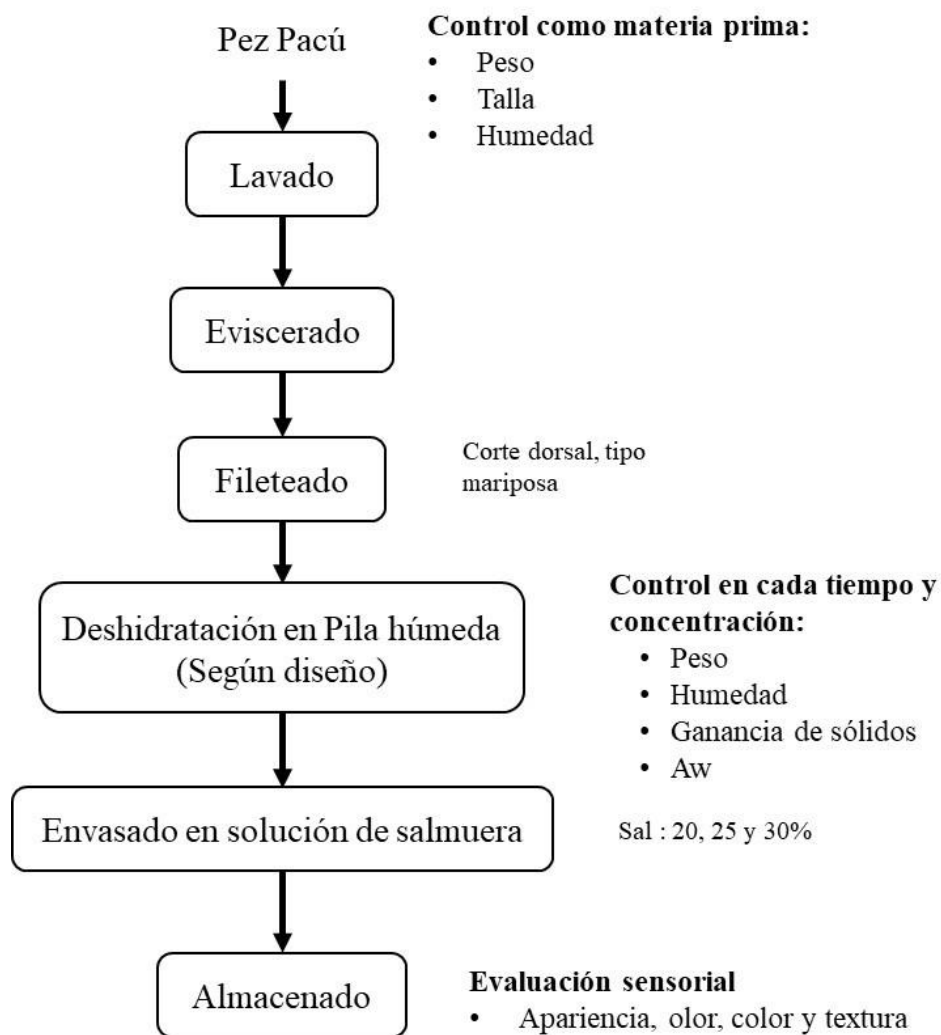 Pez Pacú
Control como materia prima:
• Peso
• Talla
• Humedad
Lavado
Eviscerado
Fileteado
Corte dorsal, tipo
mariposa
Deshidratación en Pila húmeda
(Según diseño)
Control en cada tiempo y
concentración:
• Peso
• Humedad
• Ganancia de sólidos
• Aw
Envasado en solución de salmuera
Sal : 20, 25 y 30%
Almacenado
Evaluación sensorial
• Apariencia, olor, color y textura